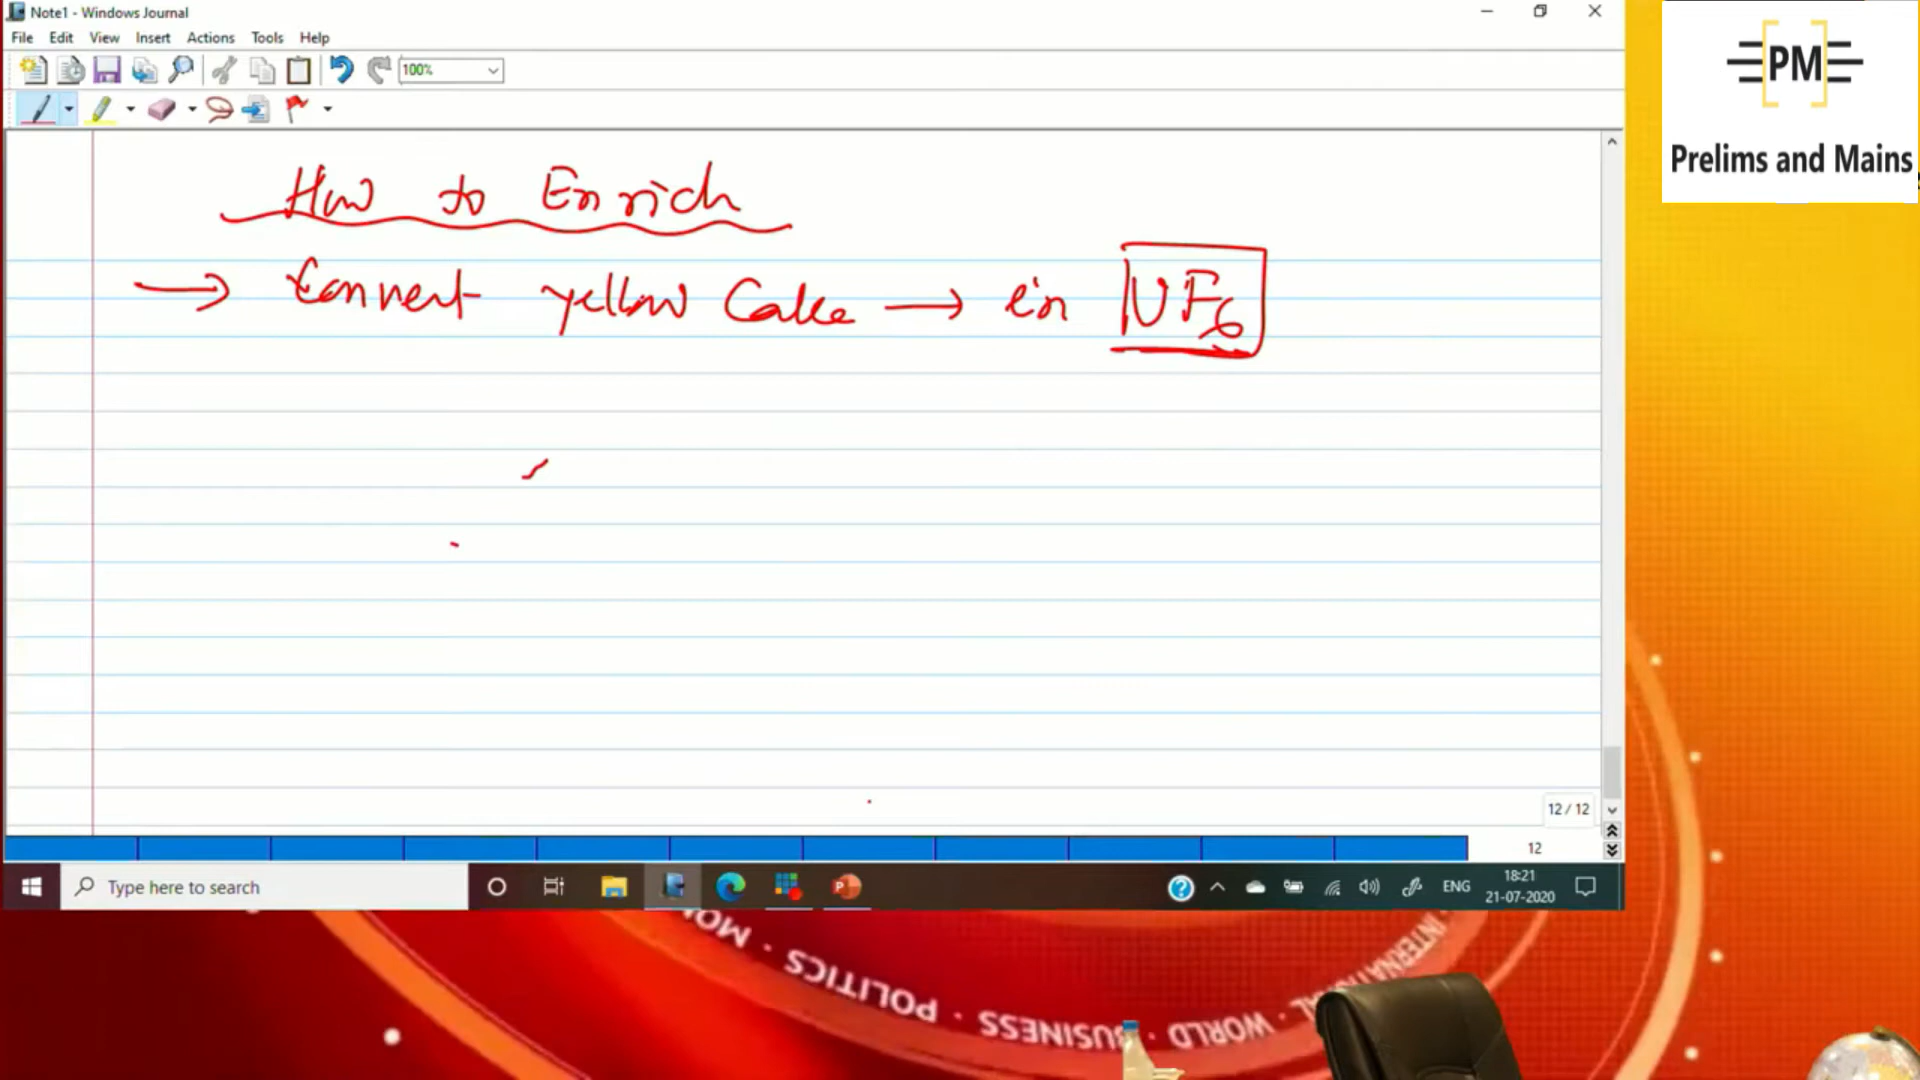 Note1 - Windows Journal
File Edit View Insert Actions Tools Help
100%
PM
Prelims and Mains
How to Enrich
→ Convert yellow Cake → in UF6
12 / 12
12
Type here to search
ENG
18:21
21-07-2020
WORLD · BUSINESS · POLITICS ·